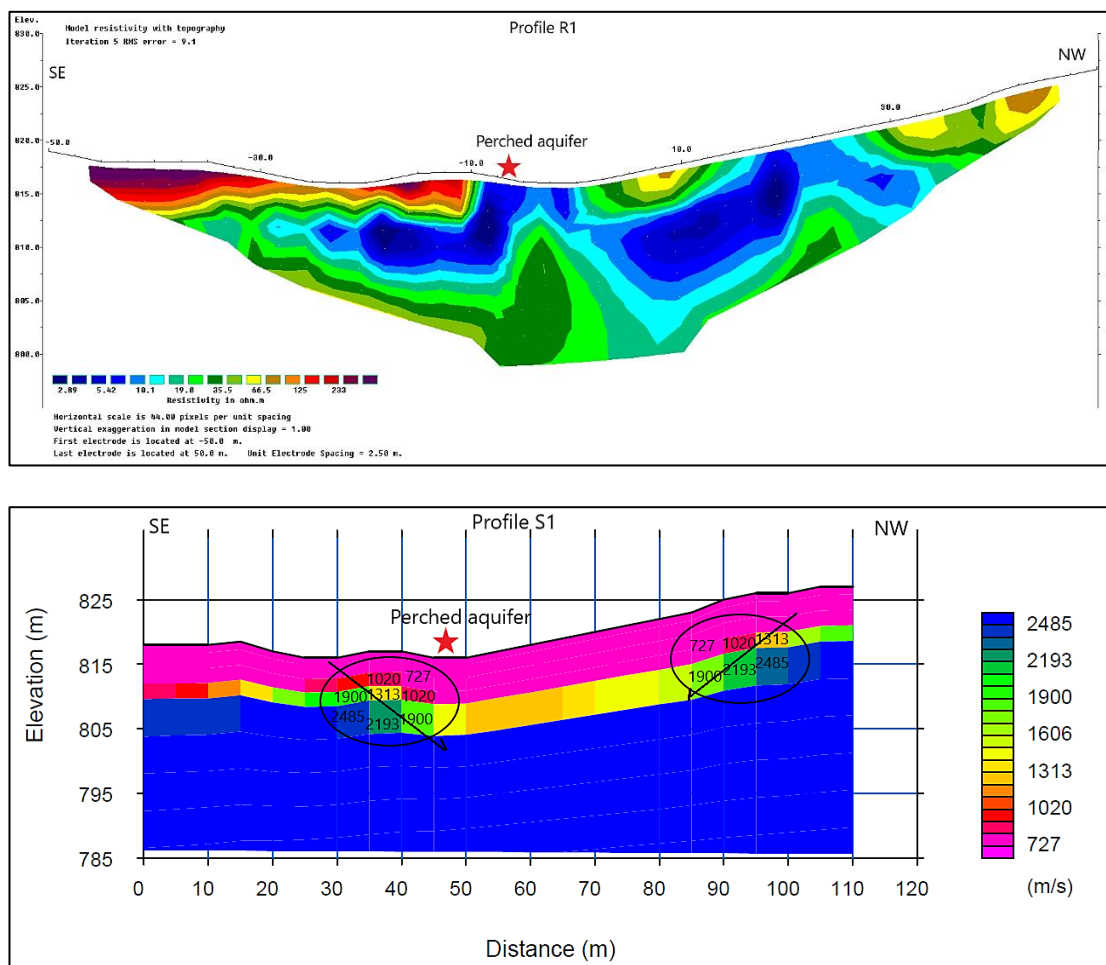 Elev.
Model resistivity with topography
Iteration 5 RMS error = 9.1
Profile R1
830.0
SE
NW
825.0
820.0
815.0
810.0
805.0
800.0
-50.0
-30.0
-10.0
10.0
30.0
Perched aquifer
2.89 5.42 10.1 19.0 35.5 66.5 125 233
Resistivity in ohm.m
Horizontal scale is 44.00 pixels per unit spacing
Vertical exaggeration in model section display = 1.00
First electrode is located at -50.0 m.
Last electrode is located at 50.0 m. Unit Electrode Spacing = 2.50 m.
SE
Profile S1
NW
Perched aquifer
825
815
805
795
785
Elevation (m)
1020 727
1900 1313 1020
2485 2193 1900
727 1020 1313
1900 2193 2485
0 10 20 30 40 50 60 70 80 90 100 110 120
Distance (m)
2485
2193
1900
1606
1313
1020
727
(m/s)